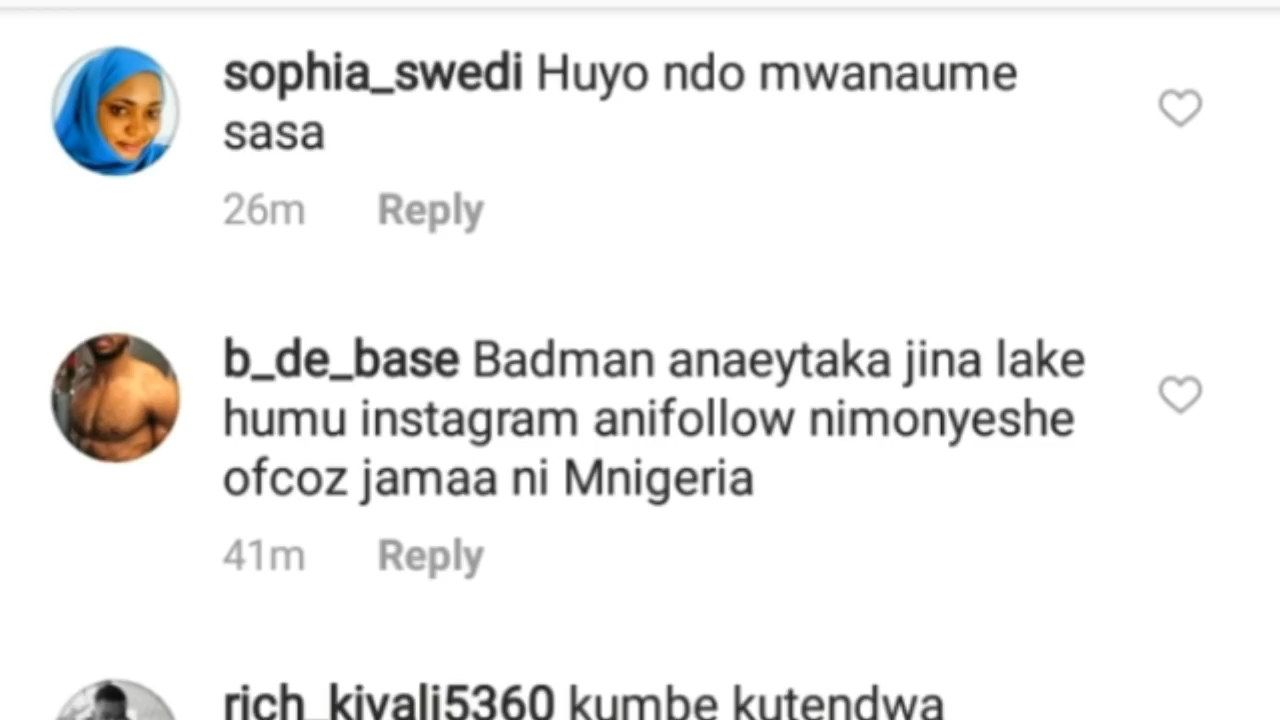 sophia_swedi Huyo ndo mwanaume
sasa
26m Reply
b_de_base Badman anaeytaka jina lake
humu instagram anifollow nimonyeshe
ofcoz jamaa ni Mnigeria
41m Reply
rich_kivali5360 kumbe kutendwa